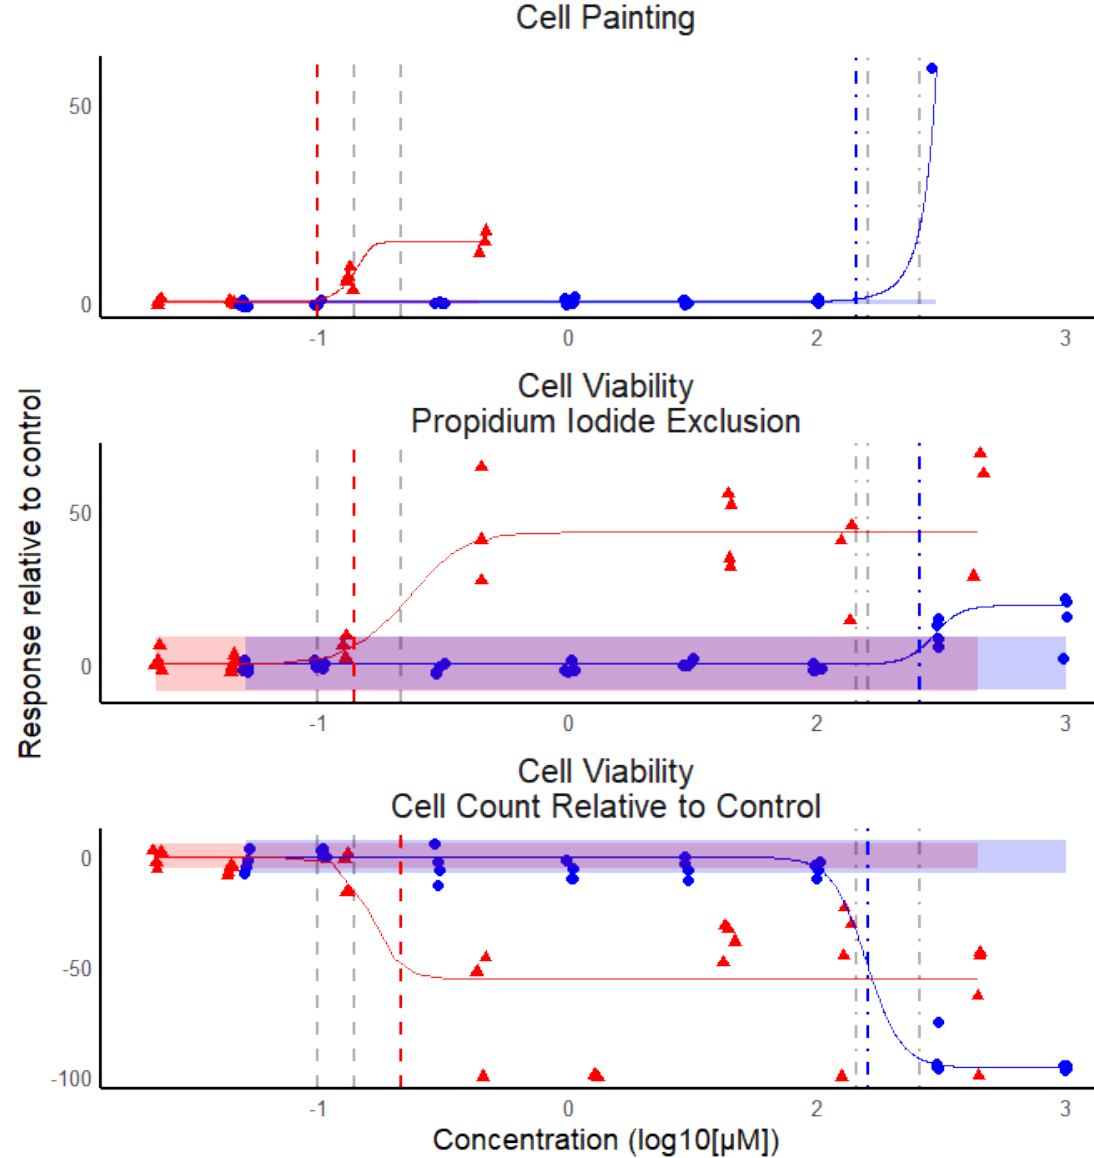 Cell Painting
50
0
-1
0
2
3
Cell Viability
Propidium Iodide Exclusion
50
0
-1
0
2
3
Response relative to control
Cell Viability
Cell Count Relative to Control
0
-50
-100
-1
0
2
3
Concentration (log10[µM])